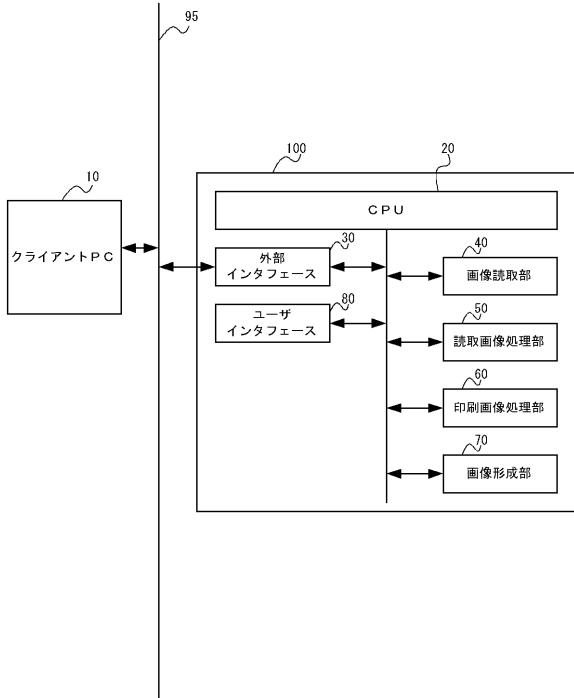 95
10
クライアントPC
100
20
CPU
30
外部
インタフェース
80
ユーザ
インタフェース
40
画像読取部
50
読取画像処理部
60
印刷画像処理部
70
画像形成部